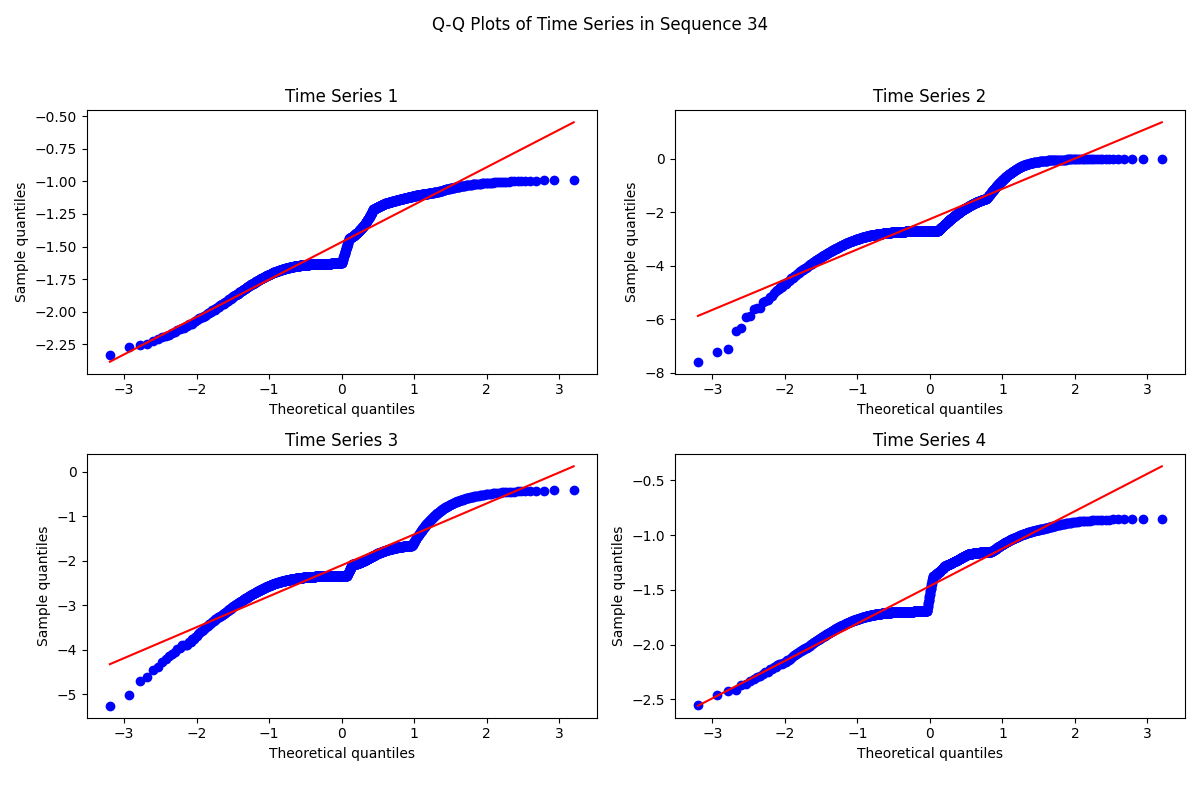 Q-Q Plots of Time Series in Sequence 34
Time Series 1
−0.50
−0.75
−1.00
−1.25
−1.50
−1.75
−2.00
−2.25
Sample quantiles
−3 −2 −1 0 1 2 3
Theoretical quantiles
Time Series 2
0
−2
−4
−6
−8
Sample quantiles
−3 −2 −1 0 1 2 3
Theoretical quantiles
Time Series 3
0
−1
−2
−3
−4
−5
Sample quantiles
−3 −2 −1 0 1 2 3
Theoretical quantiles
Time Series 4
−0.5
−1.0
−1.5
−2.0
−2.5
Sample quantiles
−3 −2 −1 0 1 2 3
Theoretical quantiles